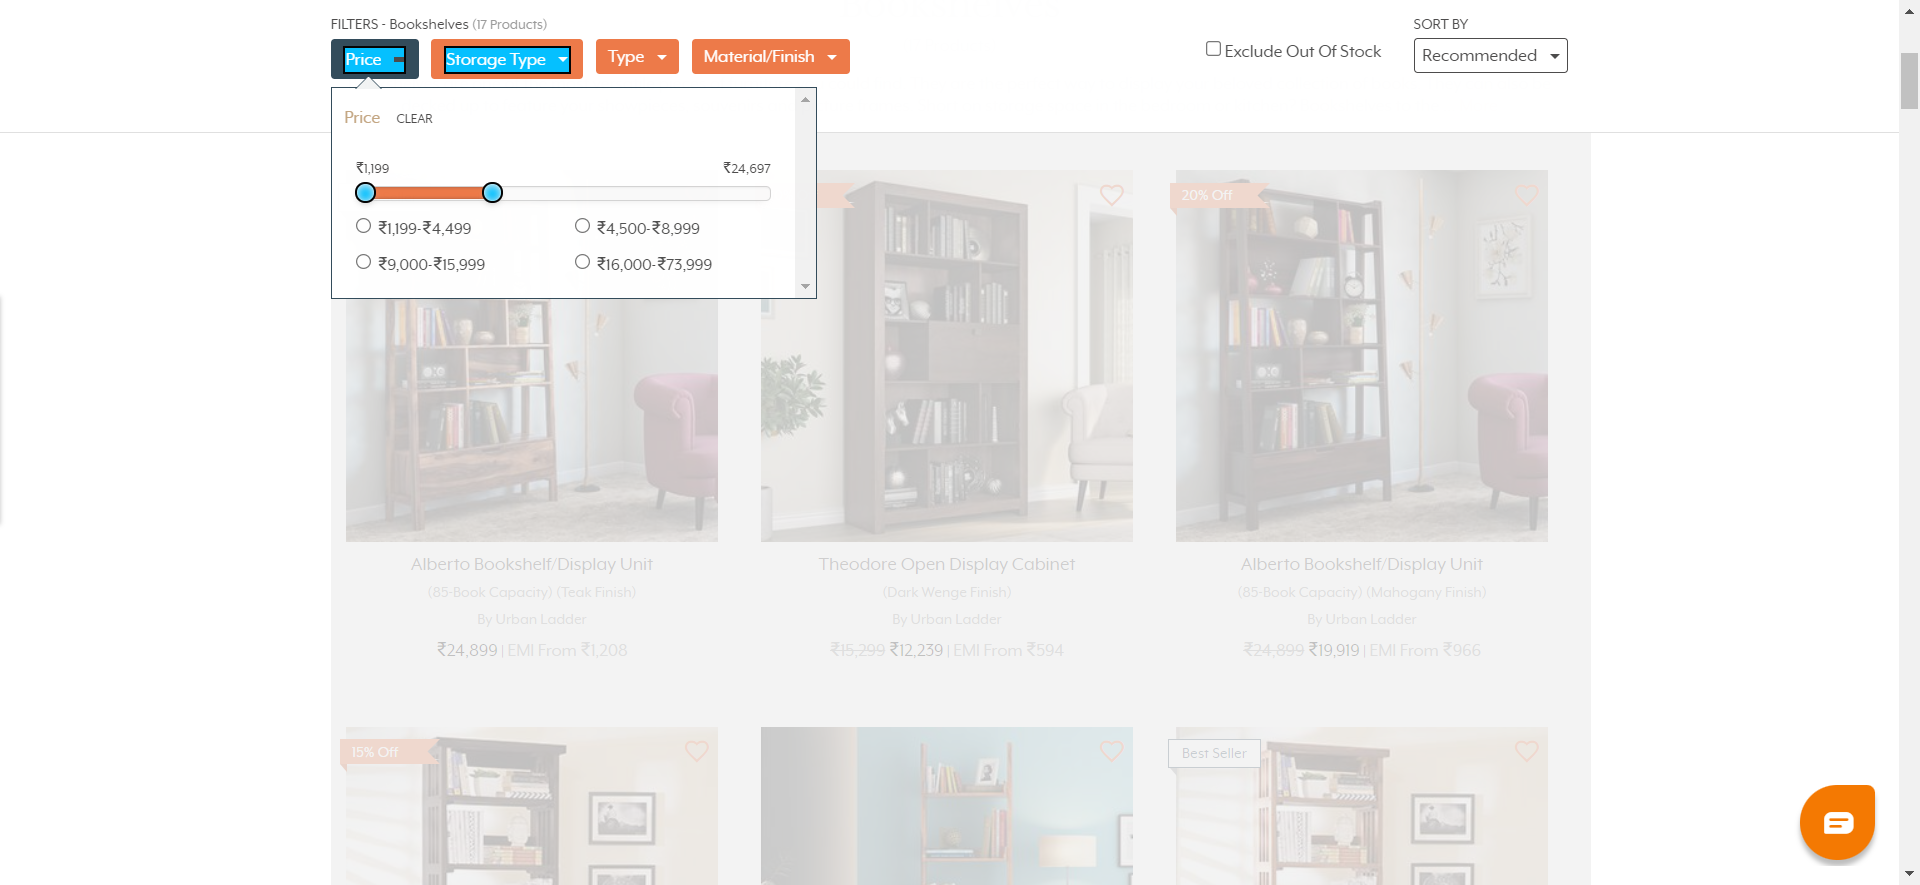 FILTERS - Bookshelves (17 Products)
SORT BY
Price
Storage Type
Type
Material/Finish
Exclude Out Of Stock
Recommended
Price CLEAR
₹1,199
₹24,697
₹1,199-₹4,499
₹4,500-₹8,999
₹9,000-₹15,999
₹16,000-₹73,999
20% Off
Alberto Bookshelf/Display Unit
(85-Book Capacity) (Teak Finish)
By Urban Ladder
₹24,899 | EMI From ₹1,208
Theodore Open Display Cabinet
(Dark Wenge Finish)
By Urban Ladder
₹15,299 ₹12,239 | EMI From ₹594
Alberto Bookshelf/Display Unit
(85-Book Capacity) (Mahogany Finish)
By Urban Ladder
₹24,899 ₹19,919 | EMI From ₹966
15% Off
Best Seller